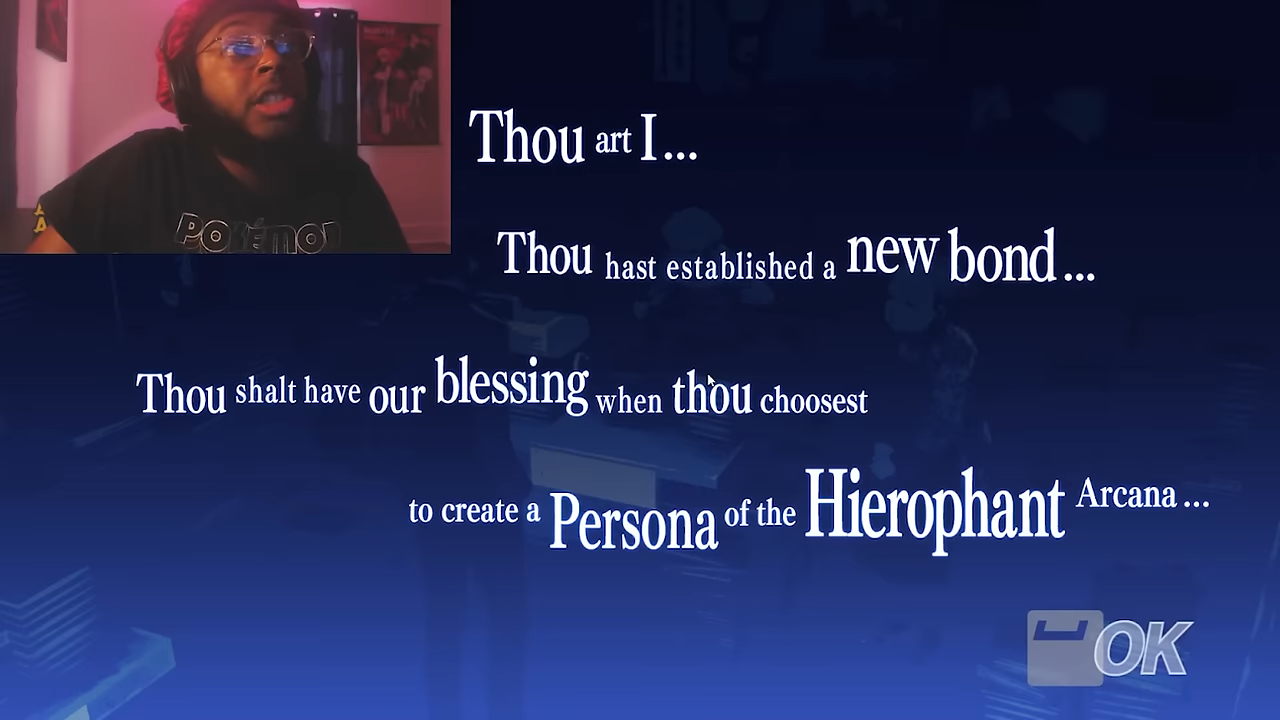 POKÉMON
Thou art I...
Thou hast established a new bond...
Thou shalt have our blessing when thou choosest
to create a Persona of the Hierophant Arcana...
OK